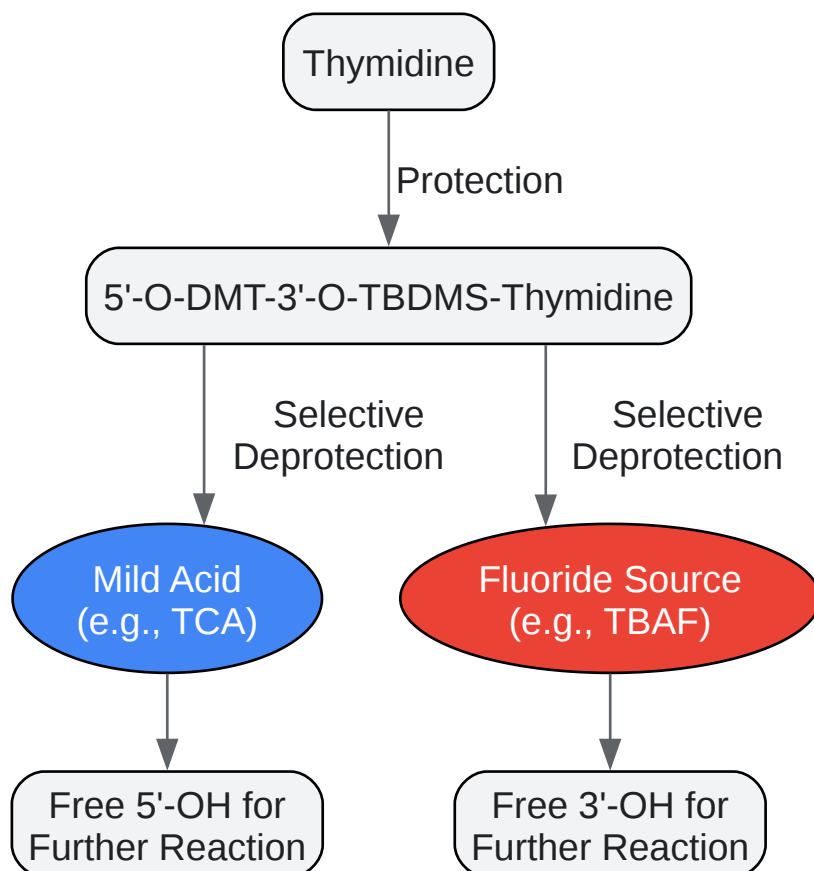 Thymidine
Protection
5'-O-DMT-3'-O-TBDMS-Thymidine
Selective
Deprotection
Selective
Deprotection
Mild Acid
(e.g., TCA)
Fluoride Source
(e.g., TBAF)
Free 5'-OH for
Further Reaction
Free 3'-OH for
Further Reaction